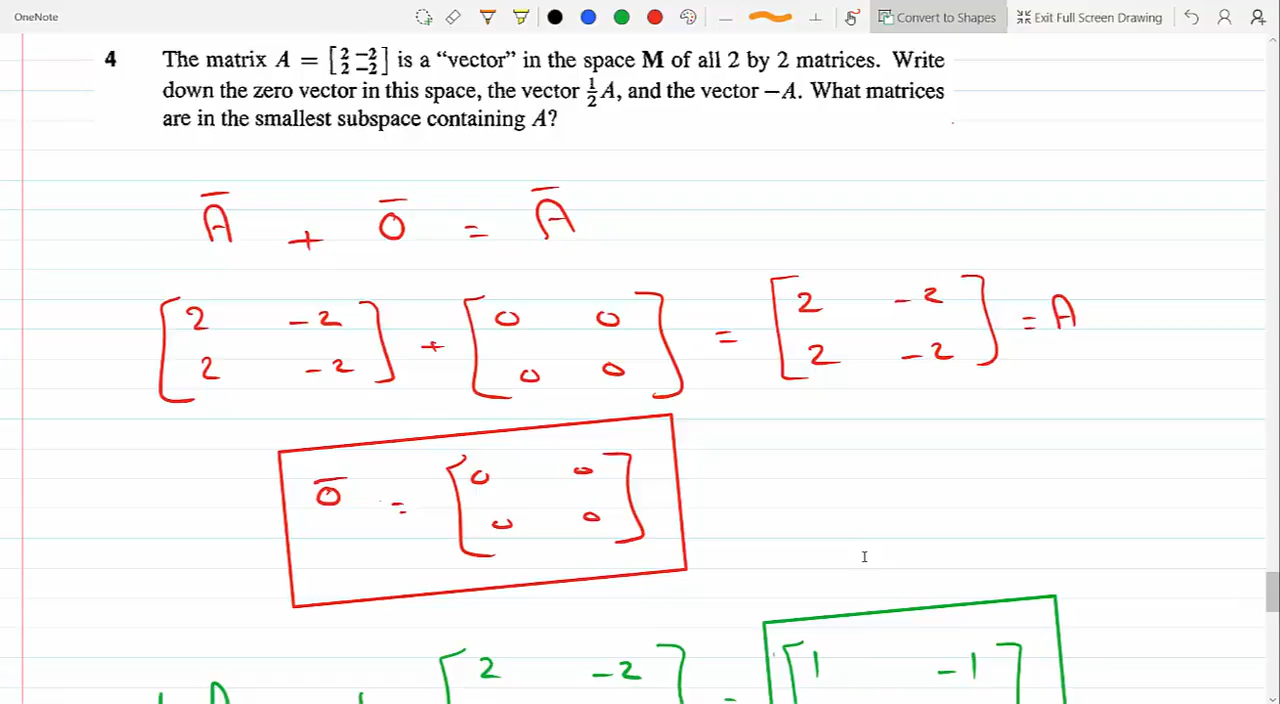 OneNote
Convert to Shapes
Exit Full Screen Drawing
4 The matrix A = [2 −2 2 −2] is a “vector” in the space M of all 2 by 2 matrices. Write
down the zero vector in this space, the vector ½A, and the vector −A. What matrices
are in the smallest subspace containing A?
A̅ + 0̅ = A̅
[2 -2 + [0 0 = [2 -2 = A
2 -2] 0 0] 2 -2]
0̅ = [0 0
0 0]
[2 -2] = [1 -1]